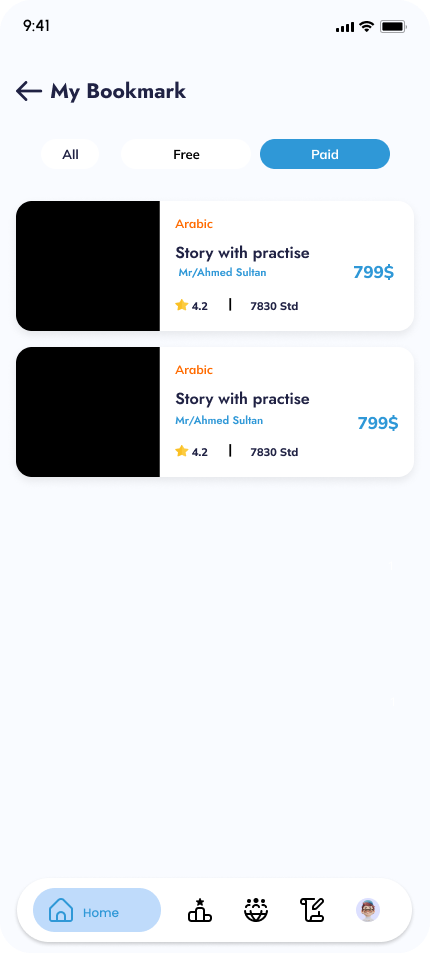 9:41
My Bookmark
All Free Paid
Arabic
Story with practise
Mr/Ahmed Sultan
799$
4.2 | 7830 Std
Arabic
Story with practise
Mr/Ahmed Sultan
799$
4.2 | 7830 Std
Home